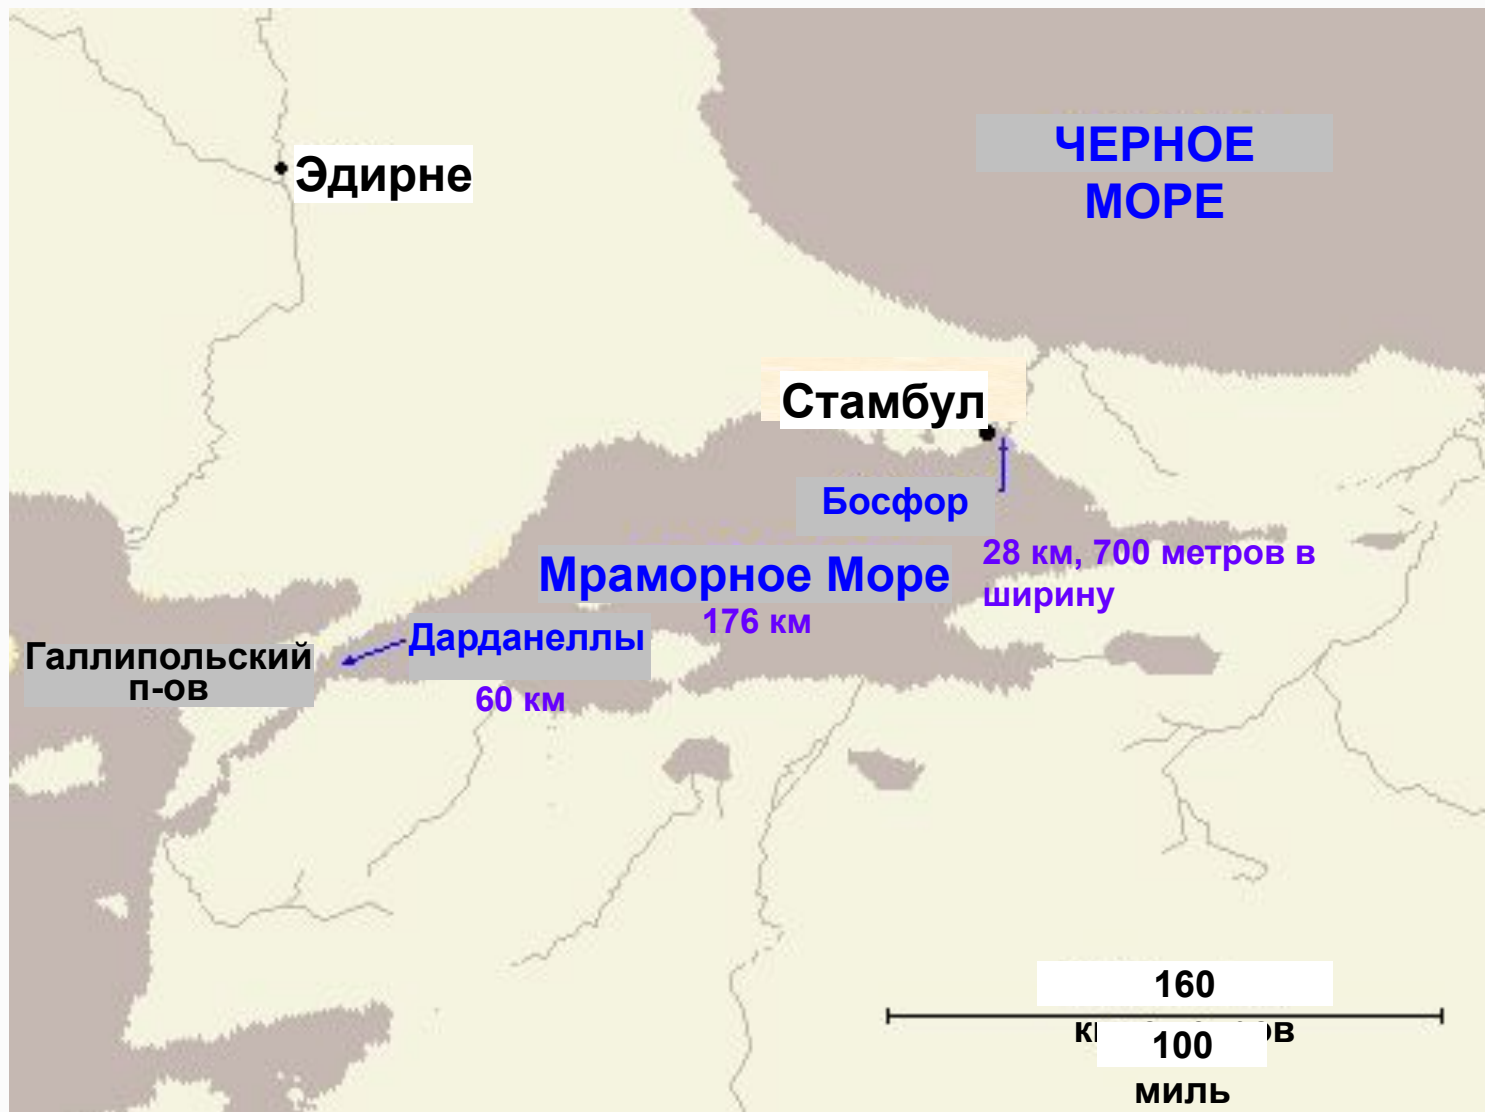 ЧЕРНОЕ
МОРЕ
Эдирне
Стамбул
Босфор
28 км, 700 метров в
ширину
Мраморное Море
176 км
Дарданеллы
60 км
Галлипольский
п-ов
160
100
миль